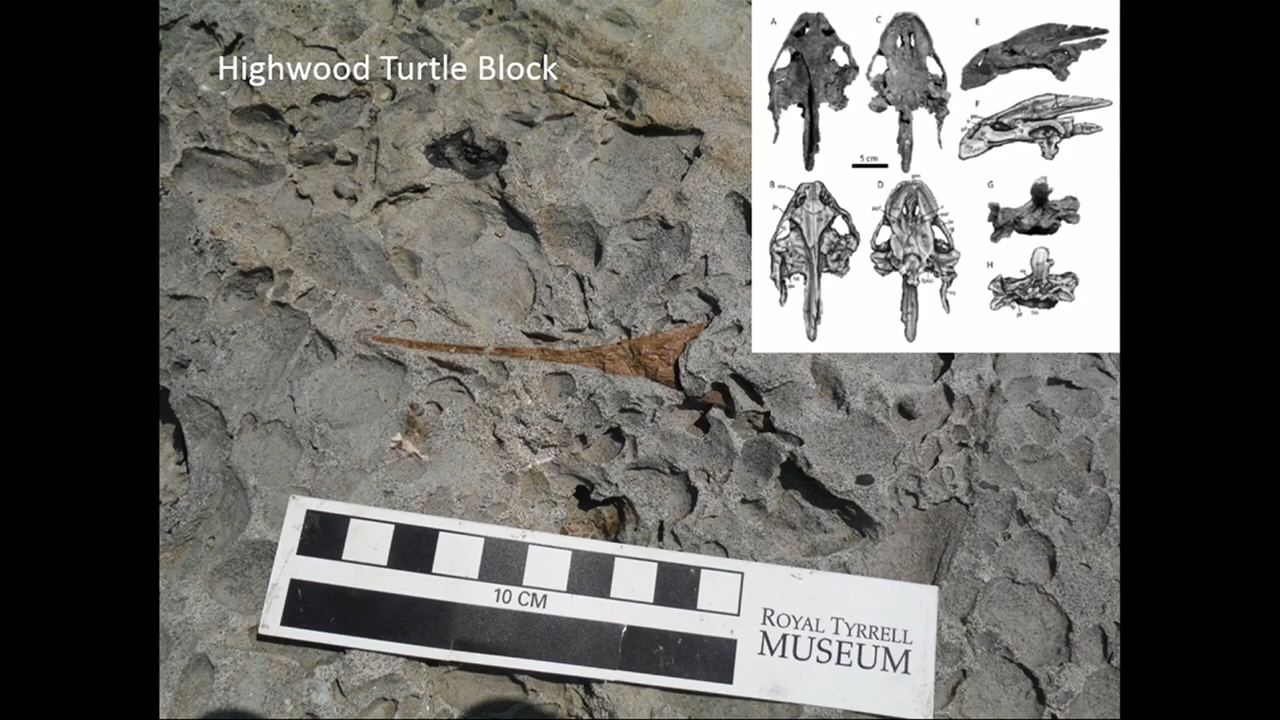 Highwood Turtle Block
A
C
E
F
5 cm
B
D
G
H
10 CM
ROYAL TYRRELL
MUSEUM